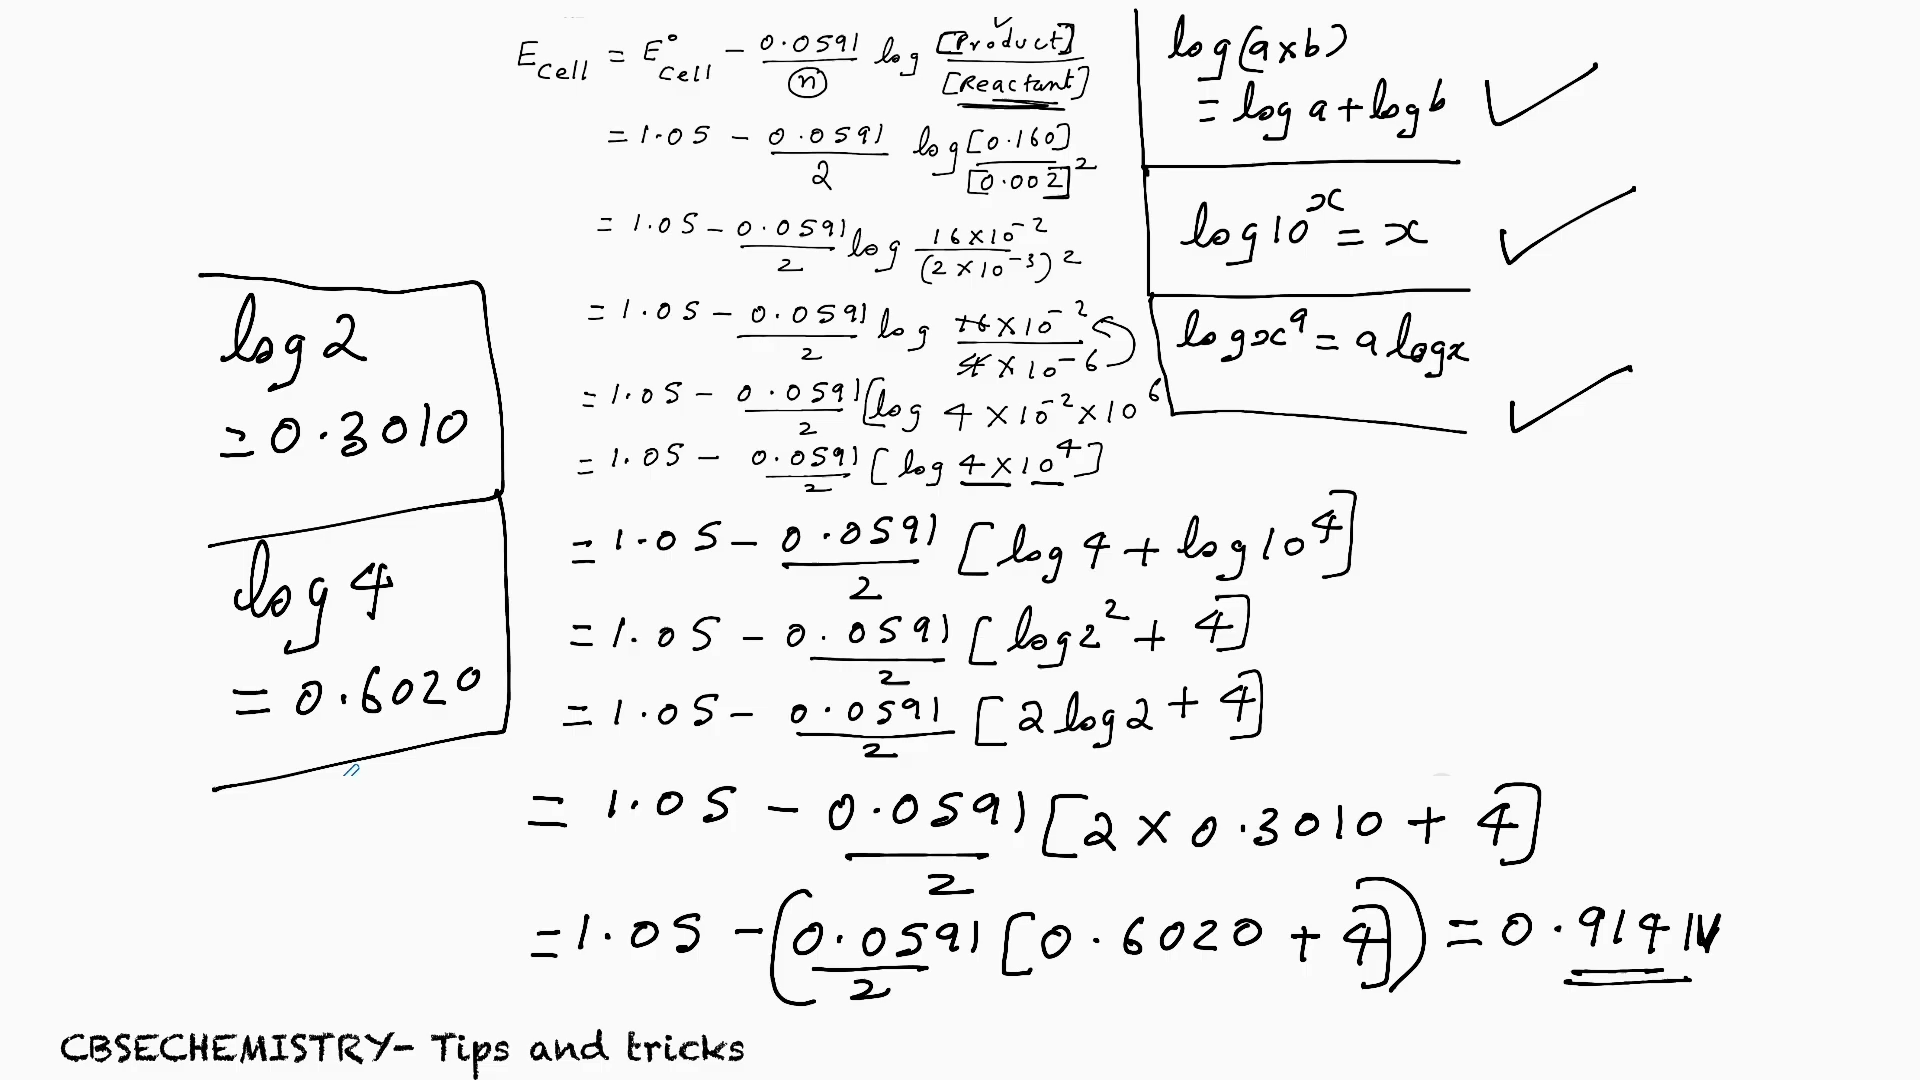 E_cell = E°_cell - 0.0591/n log [Product]/[Reactant]
= 1.05 - 0.0591/2 log [0.160]/[0.002]²
= 1.05 - 0.0591/2 log 16×10⁻²/(2×10⁻³)²
= 1.05 - 0.0591/2 log 16×10⁻²/4×10⁻⁶
= 1.05 - 0.0591/2 [log 4×10⁻²×10⁶
= 1.05 - 0.0591/2 [log 4×10⁴]
= 1.05 - 0.0591/2 [log 4 + log 10⁴]
= 1.05 - 0.0591/2 [log 2² + 4]
= 1.05 - 0.0591/2 [2 log 2 + 4]
= 1.05 - 0.0591/2 [2 × 0.3010 + 4]
= 1.05 - (0.0591/2 [0.6020 + 4]) = 0.9141V
log(a×b)
= log a + log b
log 10ˣ = x
log xᵃ = a log x
log 2
= 0.3010
log 4
= 0.6020
CBSECHEMISTRY- Tips and tricks